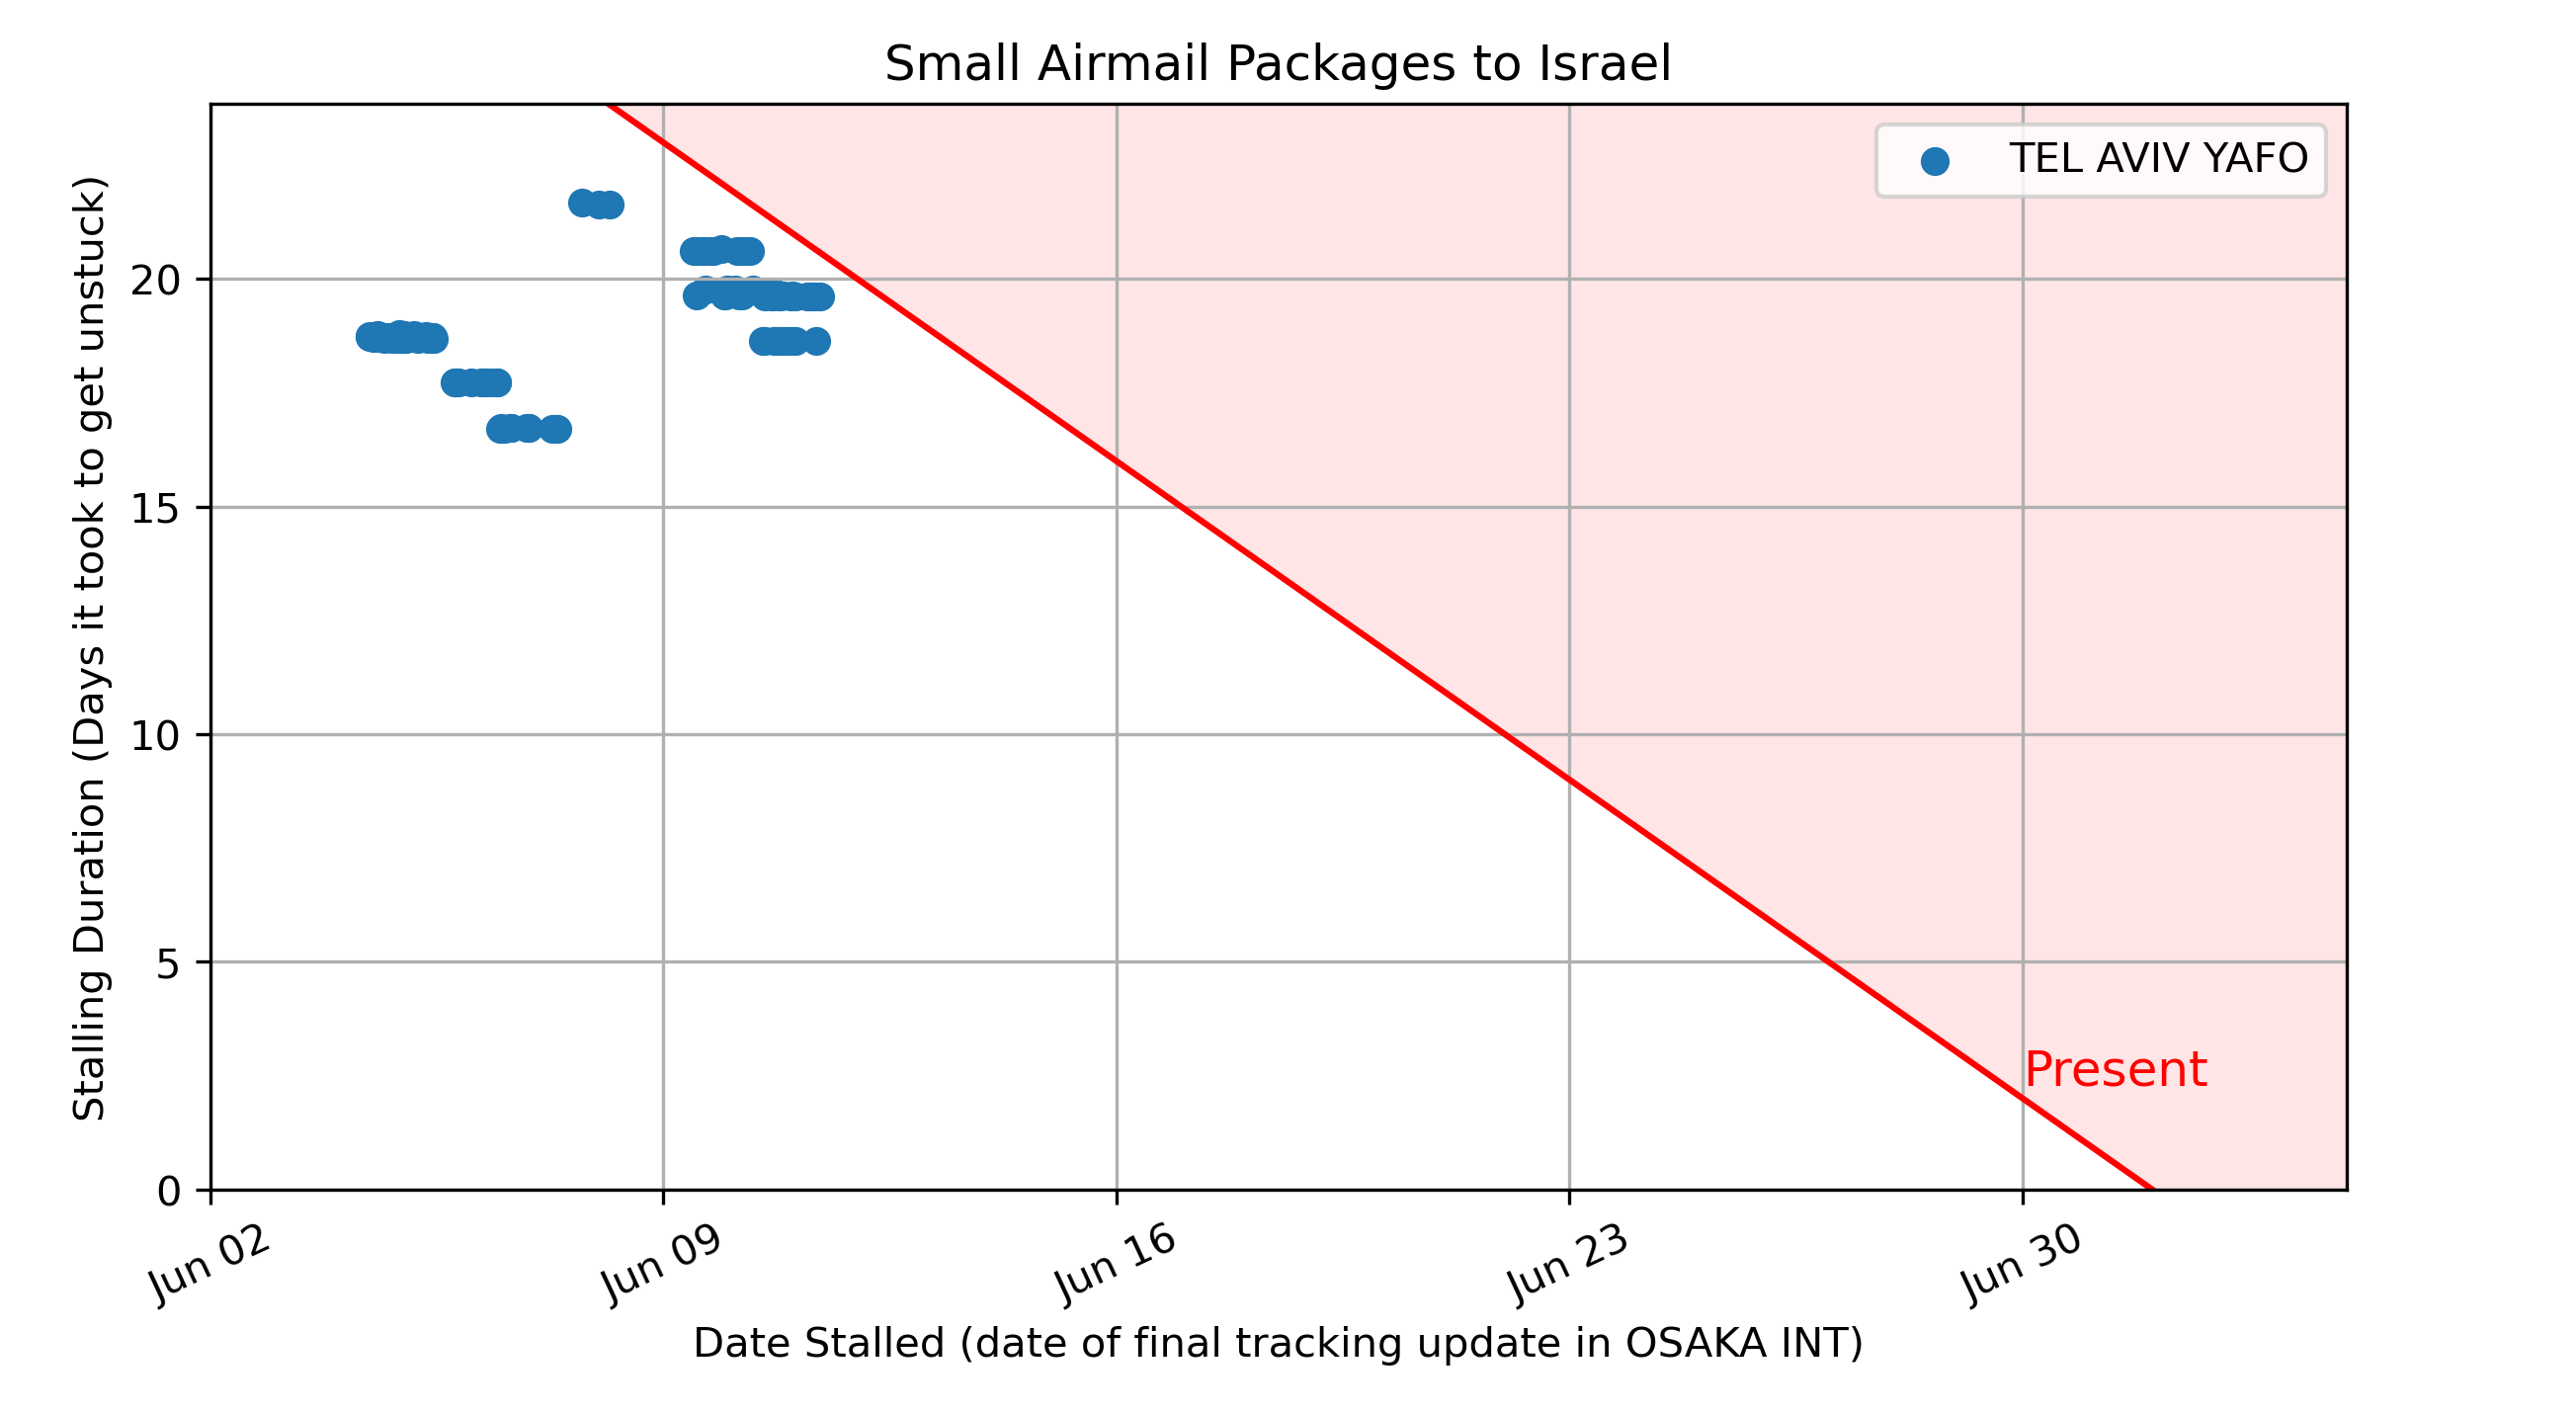 Small Airmail Packages to Israel
TEL AVIV YAFO
Stalling Duration (Days it took to get unstuck)
20
15
10
5
0
Present
Jun 02
Jun 09
Jun 16
Jun 23
Jun 30
Date Stalled (date of final tracking update in OSAKA INT)